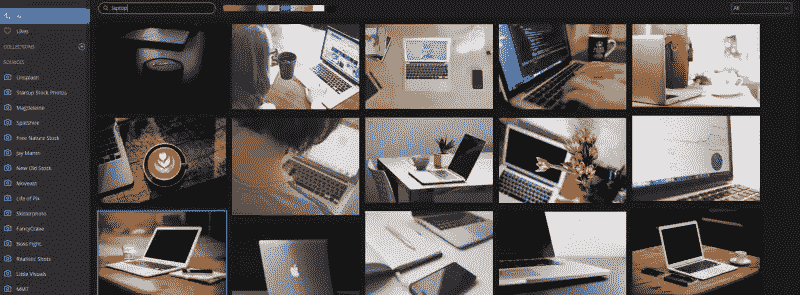 laptop
All
Likes
COLLECTIONS
SOURCES
Unsplash
Startup Stock Photos
Magdeleine
SplitShire
Free Nature Stock
Jay Mantri
New Old Stock
Moveast
Life of Pix
Skitterphoto
FancyCrave
Boss Fight
Realistic Shots
Little Visuals
MMT